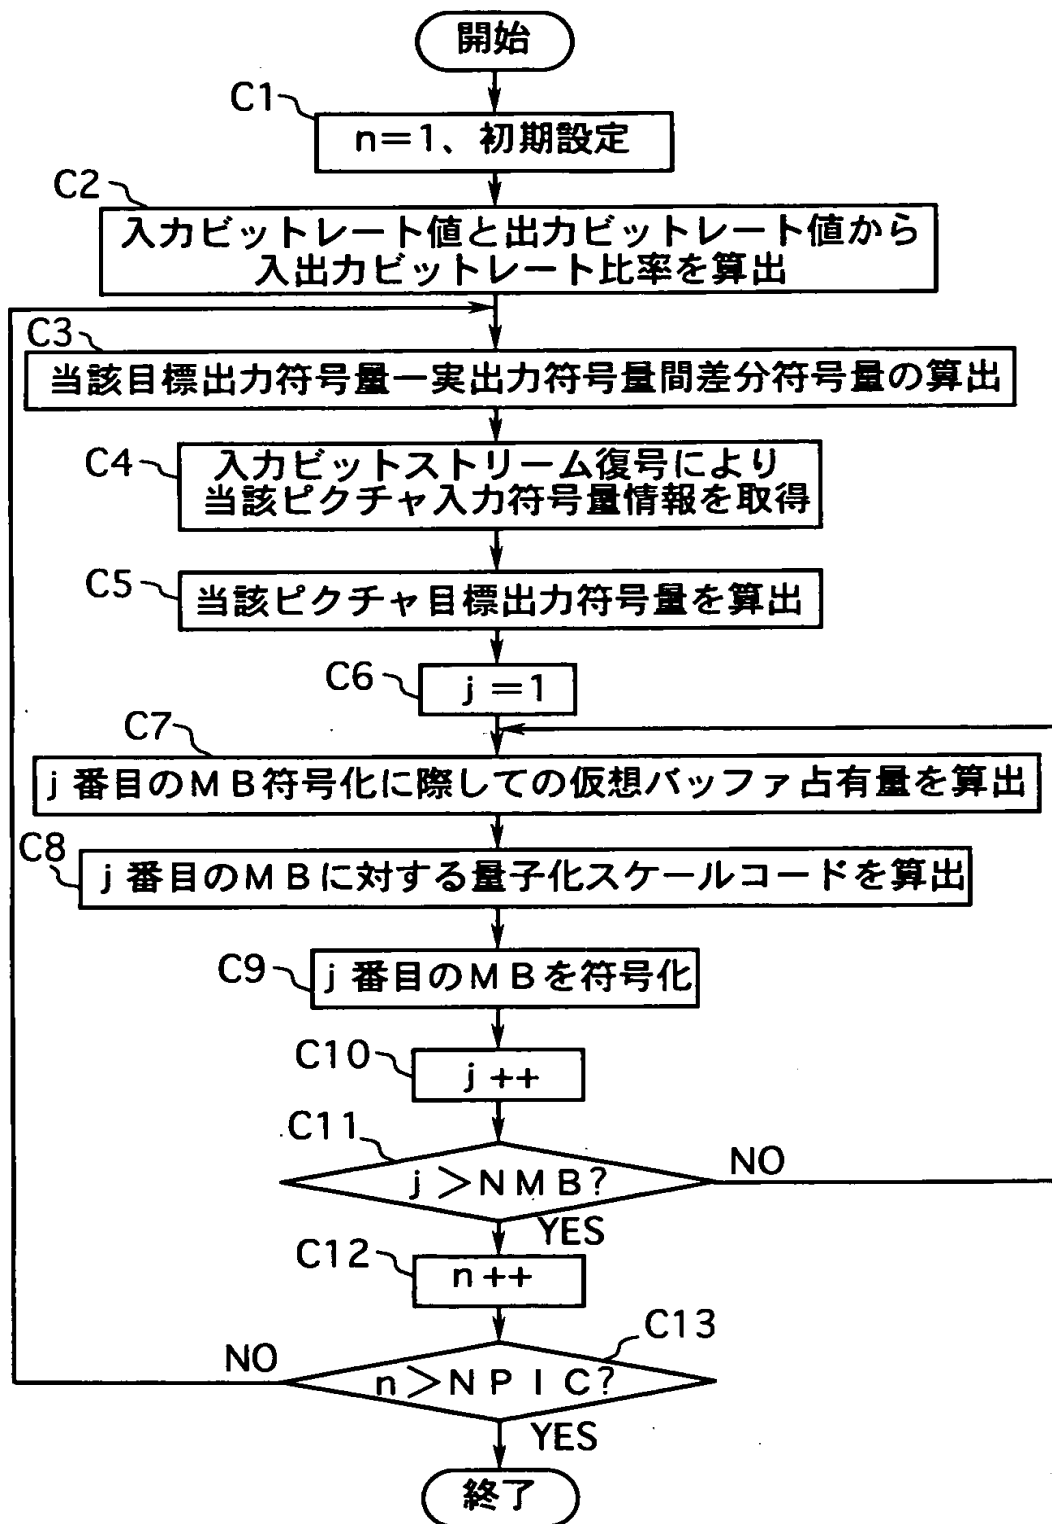 開始
C1
n=1、初期設定
C2
入力ビットレート値と出力ビットレート値から
入出力ビットレート比率を算出
C3
当該目標出力符号量ー実出力符号量間差分符号量の算出
C4
入力ビットストリーム復号により
当該ピクチャ入力符号量情報を取得
C5
当該ピクチャ目標出力符号量を算出
C6
j=1
C7
j番目のMB符号化に際しての仮想バッファ占有量を算出
C8
j番目のMBに対する量子化スケールコードを算出
C9
j番目のMBを符号化
C10
j++
C11
j>NMB?
NO
YES
C12
n++
C13
NO
n>NPIC?
YES
終了